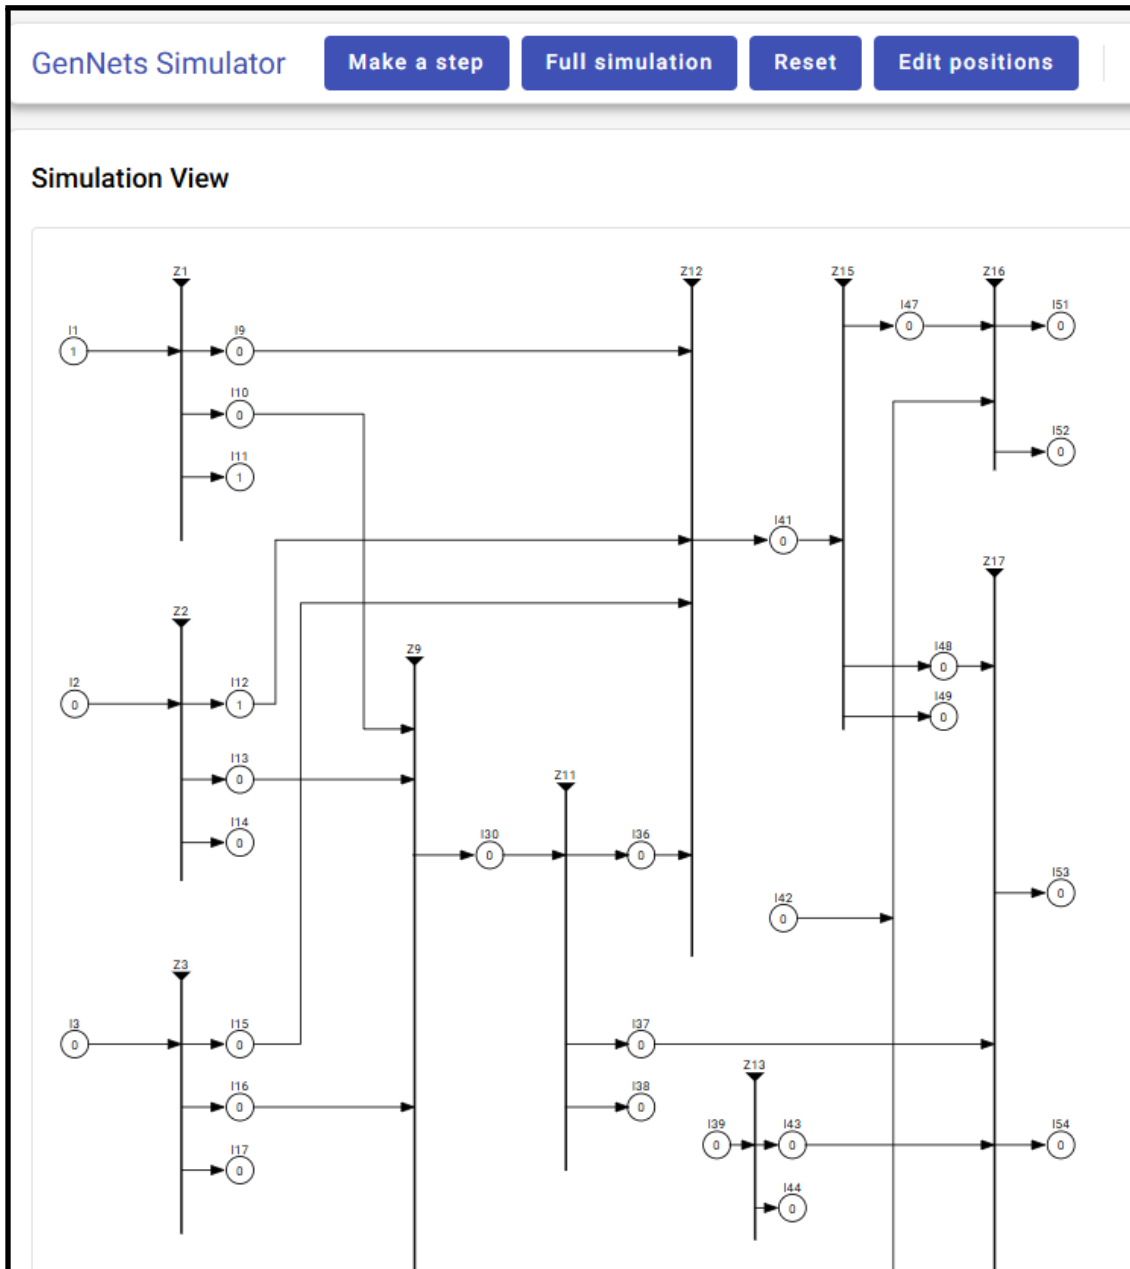 GenNets Simulator Make a step Full simulation Reset Edit positions
Simulation View
Z1 Z12 Z15 Z16
I1 I9 I47 I51
1 0 0 0
I10
0
I11 I52
1 0
I41
0
Z17
Z2
Z9 I48
0
I2 I12 I49
0 1 0
I13
0
Z11
I14 I30 I36
0 0 0
I42 I53
0 0
Z3
I3 I15 I37
0 0 0
Z13
I16 I38
0 0
I39 I43 I54
0 0 0
I17 I44
0 0